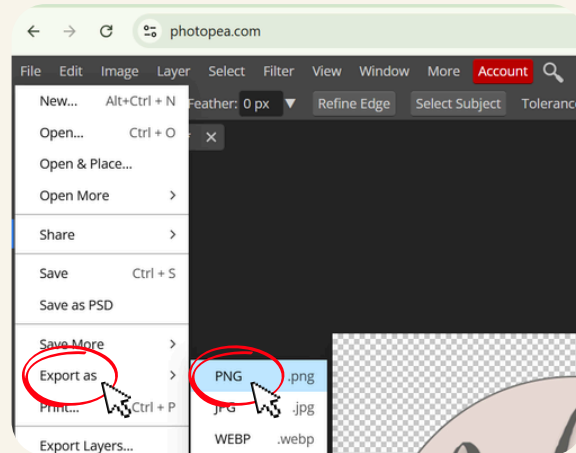 photopea.com
File Edit Image Layer Select Filter View Window More Account
Feather: 0 px ▼ Refine Edge Select Subject Tolerance
New... Alt+Ctrl + N
Open... Ctrl + O
Open & Place...
Open More >
Share >
Save Ctrl + S
Save as PSD
Save More >
Export as >
Print... Ctrl + P
Export Layers...
PNG .png
JPG .jpg
WEBP .webp